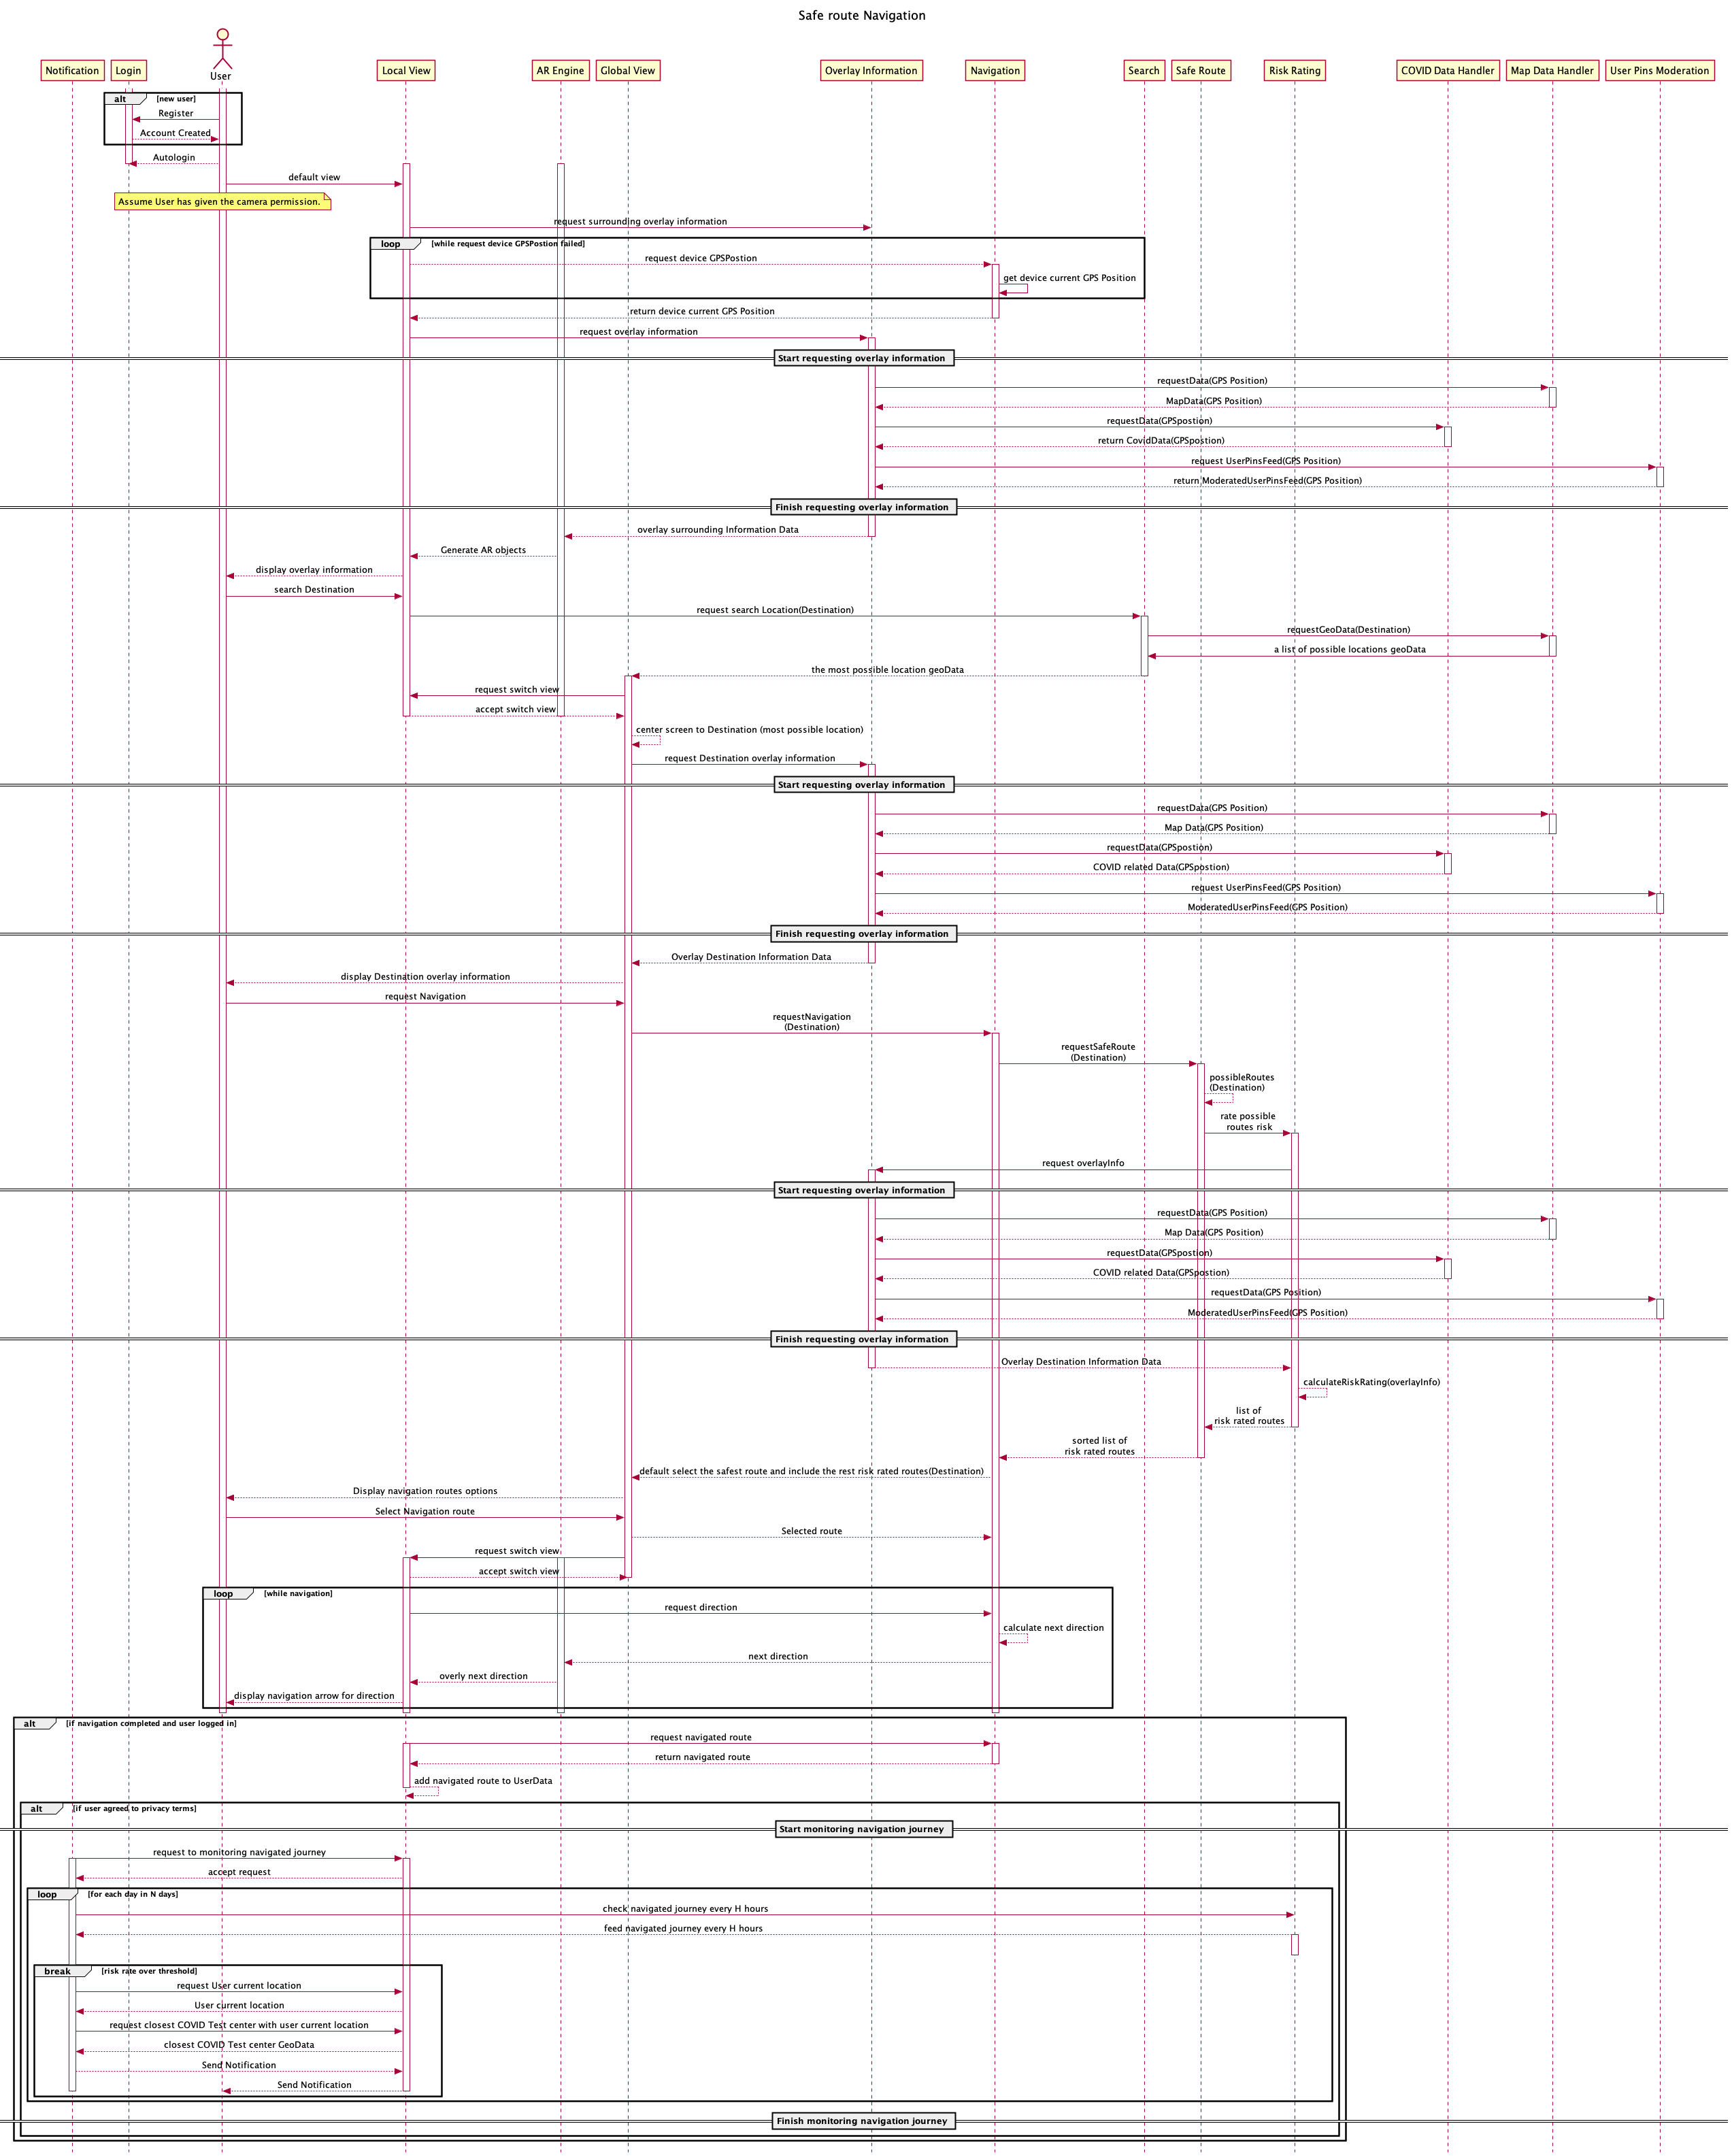 Safe route Navigation
Notification
Login
User
Local View
AR Engine
Global View
Overlay Information
Navigation
Search
Safe Route
Risk Rating
COVID Data Handler
Map Data Handler
User Pins Moderation
alt [new user]
Register
Account Created
Autologin
default view
Assume User has given the camera permission.
request surrounding overlay information
loop [while request device GPSPostion failed]
request device GPSPostion
get device current GPS Position
return device current GPS Position
request overlay information
Start requesting overlay information
requestData(GPS Position)
MapData(GPS Position)
requestData(GPSpostion)
return CovidData(GPSpostion)
request UserPinsFeed(GPS Position)
return ModeratedUserPinsFeed(GPS Position)
Finish requesting overlay information
overlay surrounding Information Data
Generate AR objects
display overlay information
search Destination
request search Location(Destination)
requestGeoData(Destination)
a list of possible locations geoData
the most possible location geoData
request switch view
accept switch view
center screen to Destination (most possible location)
request Destination overlay information
Start requesting overlay information
requestData(GPS Position)
Map Data(GPS Position)
requestData(GPSpostion)
COVID related Data(GPSpostion)
request UserPinsFeed(GPS Position)
ModeratedUserPinsFeed(GPS Position)
Finish requesting overlay information
Overlay Destination Information Data
display Destination overlay information
request Navigation
requestNavigation
(Destination)
requestSafeRoute
(Destination)
possibleRoutes
(Destination)
rate possible
routes risk
request overlayInfo
Start requesting overlay information
requestData(GPS Position)
Map Data(GPS Position)
requestData(GPSpostion)
COVID related Data(GPSpostion)
requestData(GPS Position)
ModeratedUserPinsFeed(GPS Position)
Finish requesting overlay information
Overlay Destination Information Data
calculateRiskRating(overlayInfo)
list of
risk rated routes
sorted list of
risk rated routes
default select the safest route and include the rest risk rated routes(Destination)
Display navigation routes options
Select Navigation route
Selected route
request switch view
accept switch view
loop [while navigation]
request direction
calculate next direction
next direction
overly next direction
display navigation arrow for direction
alt [if navigation completed and user logged in]
request navigated route
return navigated route
add navigated route to UserData
alt [if user agreed to privacy terms]
Start monitoring navigation journey
request to monitoring navigated journey
accept request
loop [for each day in N days]
check navigated journey every H hours
feed navigated journey every H hours
break [risk rate over threshold]
request User current location
User current location
request closest COVID Test center with user current location
closest COVID Test center GeoData
Send Notification
Send Notification
Finish monitoring navigation journey